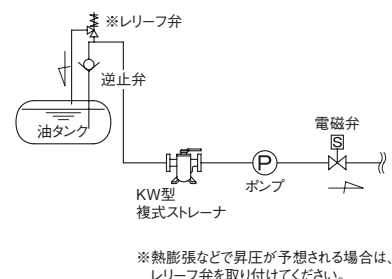 ※レリーフ弁
逆止弁
油タンク
電磁弁
S
P
KW型
複式ストレーナ
ポンプ
※熱膨張などで昇圧が予想される場合は、
レリーフ弁を取り付けてください。